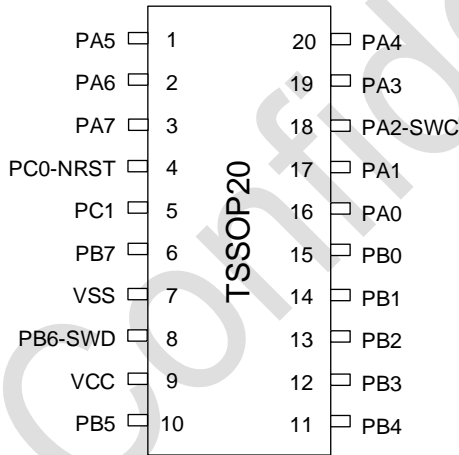 PA5 1 20 PA4
PA6 2 19 PA3
PA7 3 18 PA2-SWC
PC0-NRST 4 17 PA1
PC1 5 16 PA0
PB7 6 15 PB0
VSS 7 14 PB1
PB6-SWD 8 13 PB2
VCC 9 12 PB3
PB5 10 11 PB4
TSSOP20